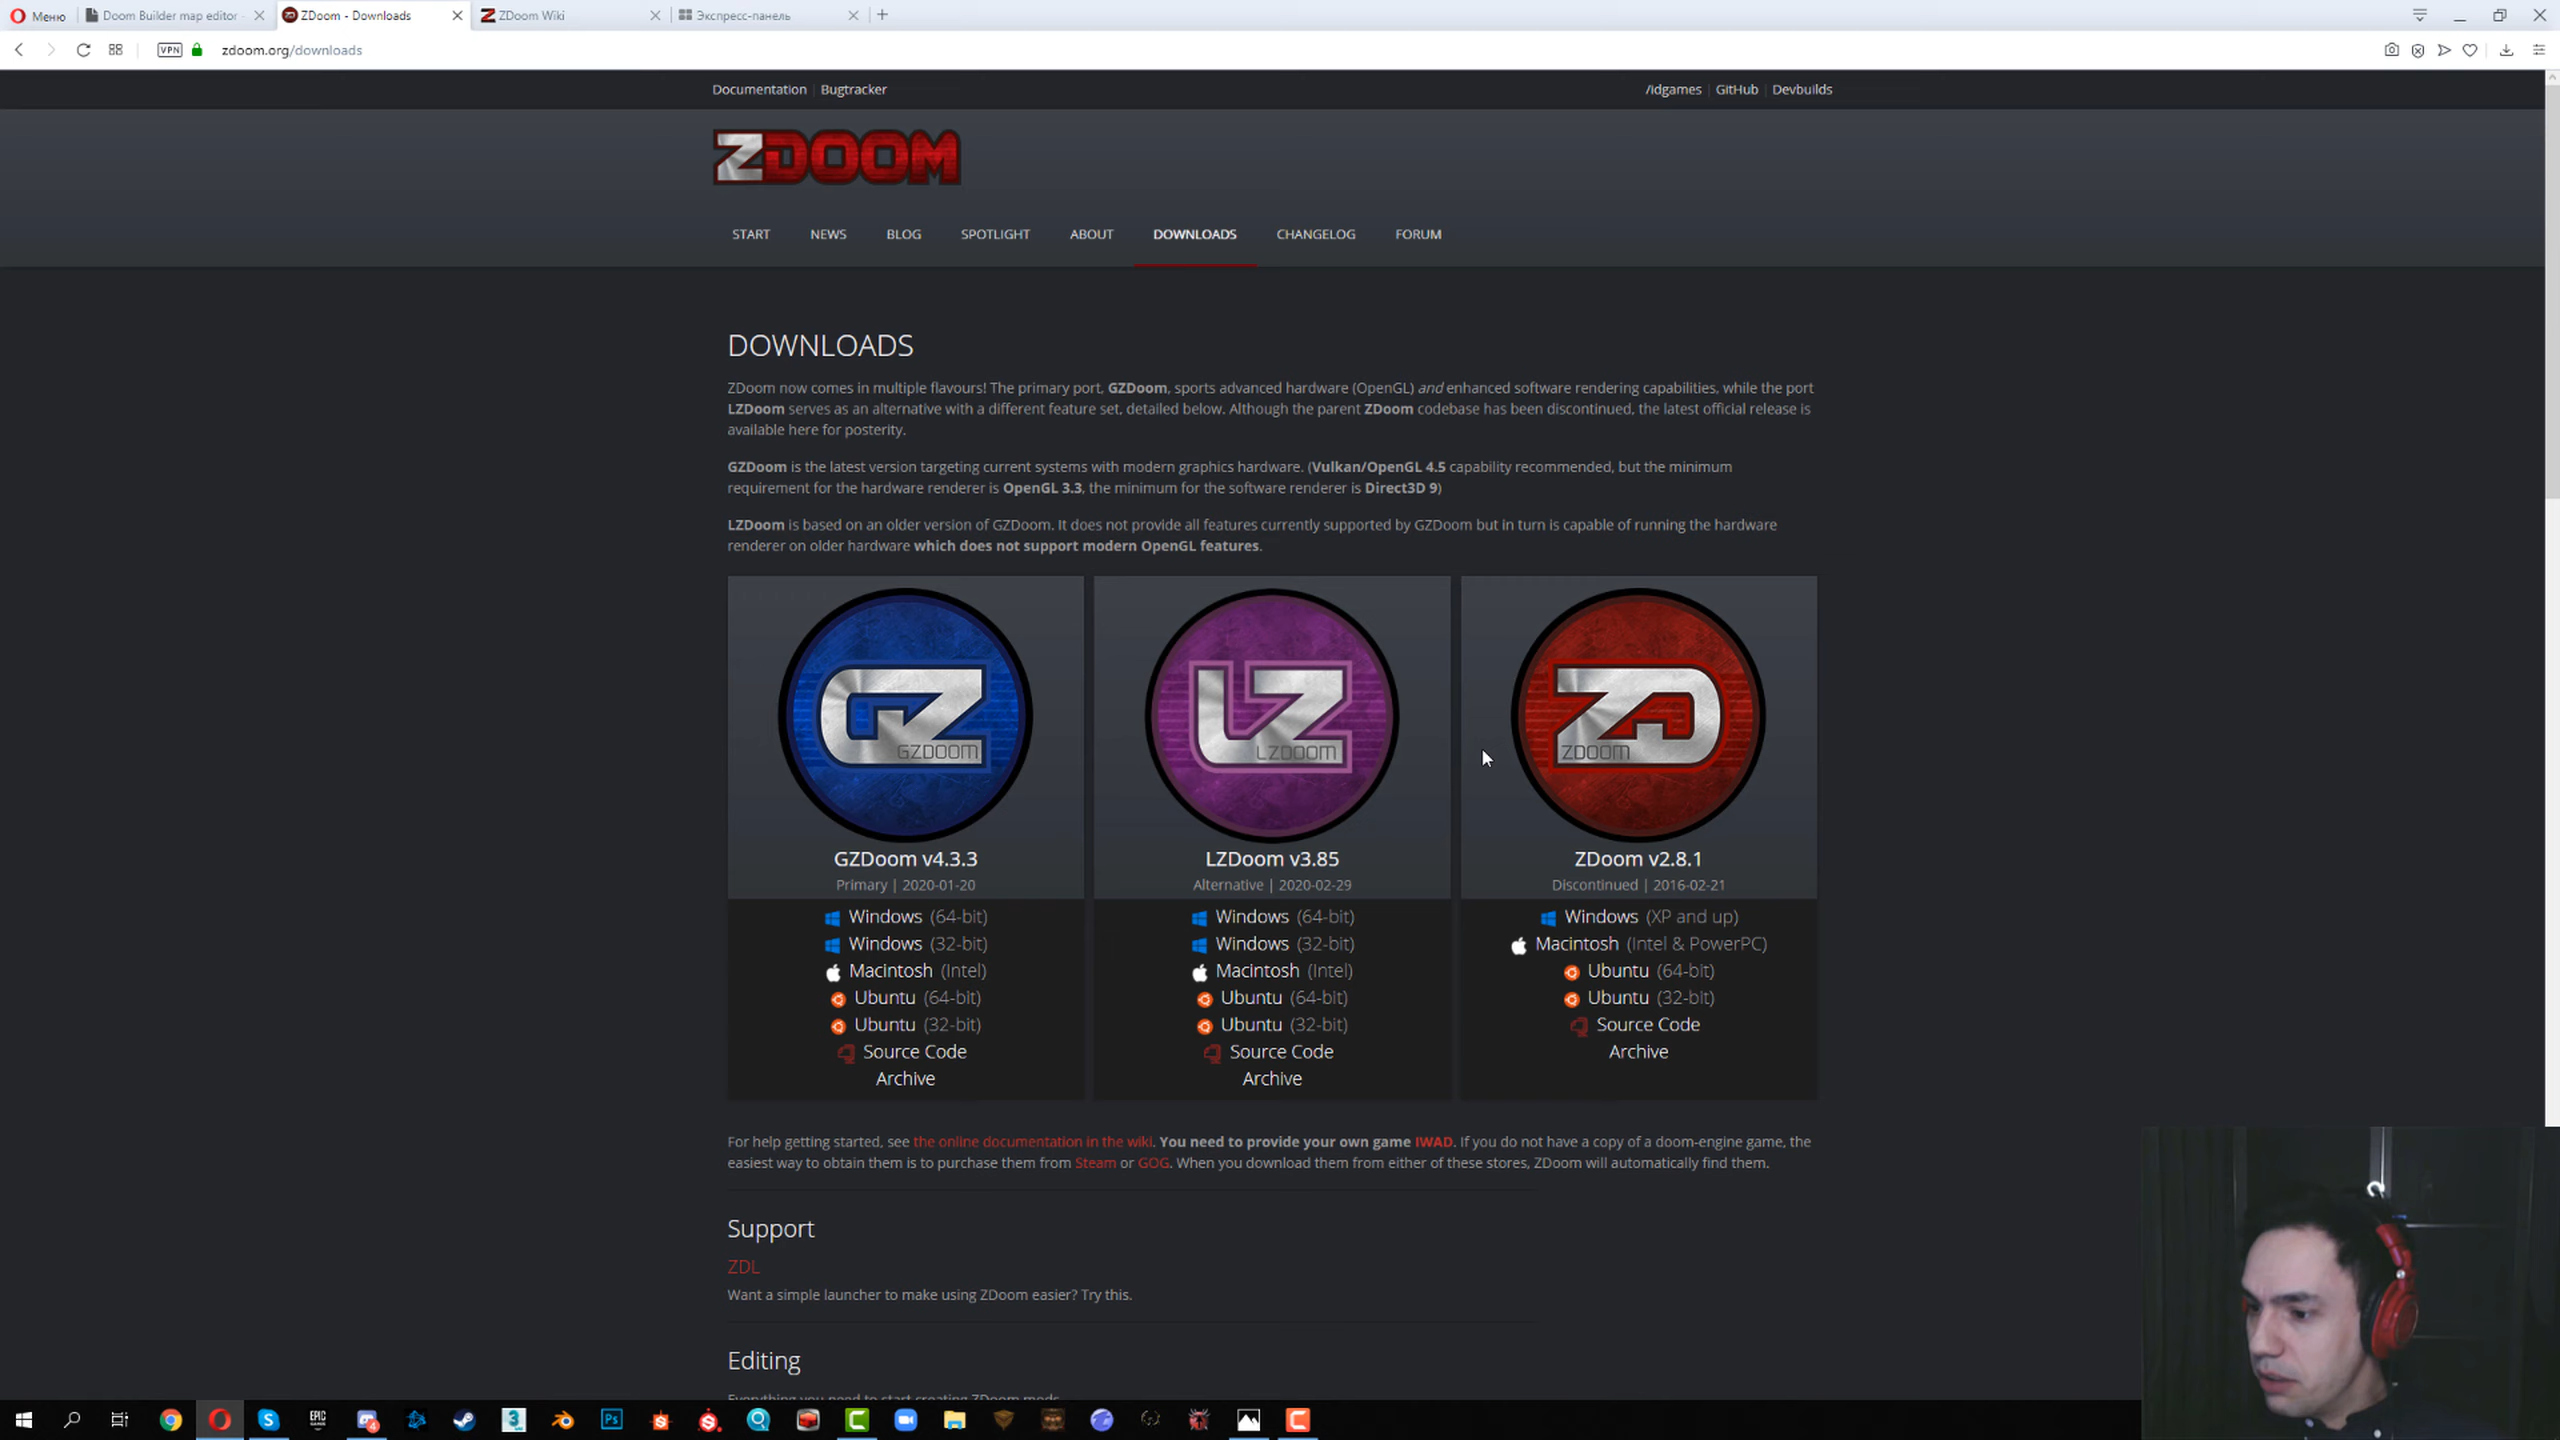 Меню
Doom Builder map editor -
ZDoom - Downloads
ZDoom Wiki
Экспресс-панель
VPN
zdoom.org/downloads
Documentation | Bugtracker
/idgames | GitHub | Devbuilds
ZDOOM
START NEWS BLOG SPOTLIGHT ABOUT DOWNLOADS CHANGELOG FORUM
DOWNLOADS
ZDoom now comes in multiple flavours! The primary port, GZDoom, sports advanced hardware (OpenGL) and enhanced software rendering capabilities, while the port
LZDoom serves as an alternative with a different feature set, detailed below. Although the parent ZDoom codebase has been discontinued, the latest official release is
available here for posterity.
GZDoom is the latest version targeting current systems with modern graphics hardware. (Vulkan/OpenGL 4.5 capability recommended, but the minimum
requirement for the hardware renderer is OpenGL 3.3, the minimum for the software renderer is Direct3D 9)
LZDoom is based on an older version of GZDoom. It does not provide all features currently supported by GZDoom but in turn is capable of running the hardware
renderer on older hardware which does not support modern OpenGL features.
GZ
GZDOOM
GZDoom v4.3.3
Primary | 2020-01-20
Windows (64-bit)
Windows (32-bit)
Macintosh (Intel)
Ubuntu (64-bit)
Ubuntu (32-bit)
Source Code
Archive
LZ
LZDOOM
LZDoom v3.85
Alternative | 2020-02-29
Windows (64-bit)
Windows (32-bit)
Macintosh (Intel)
Ubuntu (64-bit)
Ubuntu (32-bit)
Source Code
Archive
ZD
ZDOOM
ZDoom v2.8.1
Discontinued | 2016-02-21
Windows (XP and up)
Macintosh (Intel & PowerPC)
Ubuntu (64-bit)
Ubuntu (32-bit)
Source Code
Archive
For help getting started, see the online documentation in the wiki. You need to provide your own game IWAD. If you do not have a copy of a doom-engine game, the
easiest way to obtain them is to purchase them from Steam or GOG. When you download them from either of these stores, ZDoom will automatically find them.
Support
ZDL
Want a simple launcher to make using ZDoom easier? Try this.
Editing
Everything you need to start creating ZDoom mods